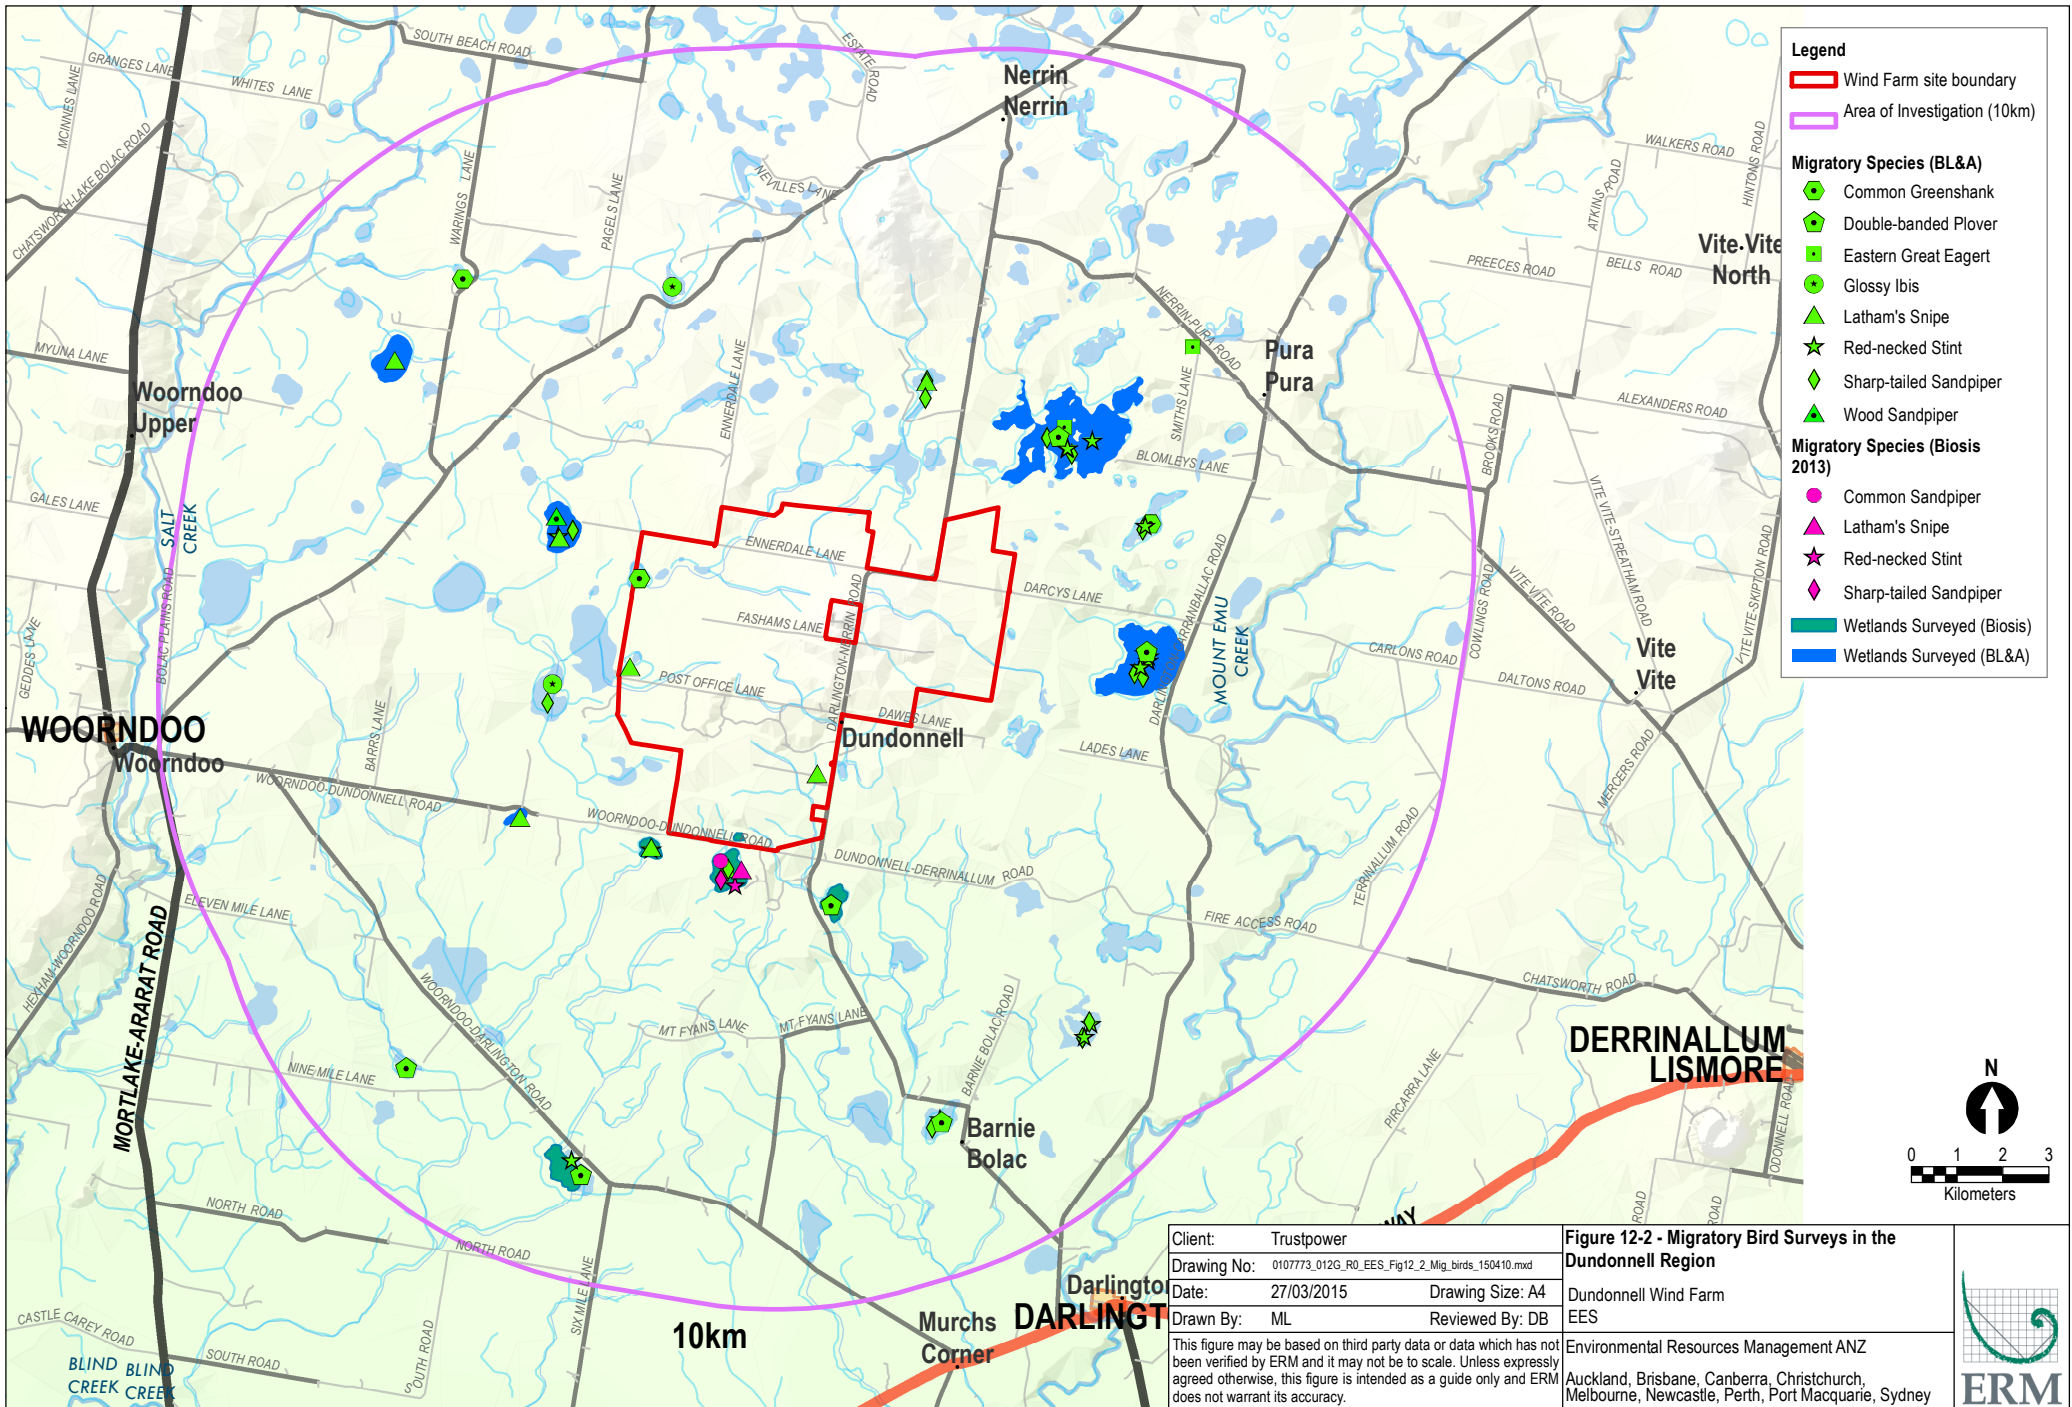 SOUTH BEACH ROAD
GRANGES LANE
WHITES LANE
MCINNES LANE
CHATSWORTH-LAKE BOLAC ROAD
WARINGS LANE
PAGELS LANE
NEVILLES LANE
ESTATE ROAD
Nerrin
Nerrin
WALKERS ROAD
HINTONS ROAD
ATKINS ROAD
Vite Vite
North
PREECES ROAD
BELLS ROAD
MYUNA LANE
Woorndoo
Upper
ENNERDALE LANE
NERRIN-PURA ROAD
Pura
Pura
SMITHS LANE
BLOMLEYS LANE
BROOKS ROAD
ALEXANDERS ROAD
GALES LANE
SALT
CREEK
BOLAC PLAINS ROAD
GEDDES LANE
ENNERDALE LANE
FASHAMS LANE
DARLINGTON-NERRIN ROAD
DARCYS LANE
POST OFFICE LANE
DAWES LANE
Dundonnell
LADES LANE
DARLINGTON-CARRANBALLAC ROAD
MOUNT EMU
CREEK
CARLONS ROAD
COWLINGS ROAD
VITE VITE ROAD
VITE VITE-STREATHAM ROAD
VITE VITE-SKIPTON ROAD
Vite
Vite
DALTONS ROAD
MERCERS ROAD
WOORNDOO
Woorndoo
BARRS LANE
WOORNDOO-DUNDONNELL ROAD
WOORNDOO-DUNDONNELL ROAD
DUNDONNELL-DERRINALLUM ROAD
TERRINALLUM ROAD
FIRE ACCESS ROAD
CHATSWORTH ROAD
HEXHAM-WOORNDOO ROAD
ELEVEN MILE LANE
MORTLAKE-ARARAT ROAD
WOORNDOO-DARLINGTON ROAD
MT FYANS LANE
MT FYANS LANE
BARNIE BOLAC ROAD
NINE MILE LANE
Barnie
Bolac
PIRCARRA LANE
DERRINALLUM
LISMORE
ODONNELL ROAD
ROAD
ROAD
WAY
NORTH ROAD
NORTH ROAD
SIX MILE LANE
SOUTH ROAD
SOUTH ROAD
CASTLE CAREY ROAD
BLIND
CREEK
BLIND
CREEK
10km
Murchs
Corner
Darlingto
DARLINGT
Legend
Wind Farm site boundary
Area of Investigation (10km)
Migratory Species (BL&A)
Common Greenshank
Double-banded Plover
Eastern Great Eagert
Glossy Ibis
Latham's Snipe
Red-necked Stint
Sharp-tailed Sandpiper
Wood Sandpiper
Migratory Species (Biosis
2013)
Common Sandpiper
Latham's Snipe
Red-necked Stint
Sharp-tailed Sandpiper
Wetlands Surveyed (Biosis)
Wetlands Surveyed (BL&A)
N
0 1 2 3
Kilometers
Client: Trustpower
Drawing No: 0107773_012G_R0_EES_Fig12_2_Mig_birds_150410.mxd
Date: 27/03/2015 Drawing Size: A4
Drawn By: ML Reviewed By: DB
This figure may be based on third party data or data which has not
been verified by ERM and it may not be to scale. Unless expressly
agreed otherwise, this figure is intended as a guide only and ERM
does not warrant its accuracy.
Figure 12-2 - Migratory Bird Surveys in the
Dundonnell Region
Dundonnell Wind Farm
EES
Environmental Resources Management ANZ
Auckland, Brisbane, Canberra, Christchurch,
Melbourne, Newcastle, Perth, Port Macquarie, Sydney
ERM